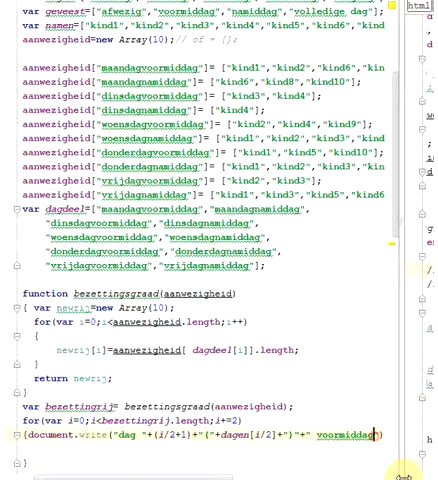 var geweest=["afwezig","voormiddag","namiddag","volledige dag"];
html
var namen=["kind1","kind2","kind3","kind4","kind5","kind6","kind
aanwezigheid=new Array(10);// of = [];
aanwezigheid["maandagvoormiddag"]= ["kind1","kind2","kind6","kin
aanwezigheid["maandagnamiddag"]= ["kind6","kind8","kind10"];
aanwezigheid["dinsdagvoormiddag"]= ["kind3","kind4"];
aanwezigheid["dinsdagnamiddag"]= ["kind4"];
aanwezigheid["woensdagvoormiddag"]= ["kind2","kind4","kind9"];
aanwezigheid["woensdagnamiddag"]= ["kind1","kind2","kind3","kind
aanwezigheid["donderdagvoormiddag"]= ["kind1","kind5","kind10"];
aanwezigheid["donderdagnamiddag"]= ["kind1","kind2","kind3","kin
aanwezigheid["vrijdagvoormiddag"]= ["kind2","kind3"];
aanwezigheid["vrijdagnamiddag"]= ["kind1","kind3","kind5","kind6
var dagdeel=["maandagvoormiddag","maandagnamiddag",
"dinsdagvoormiddag","dinsdagnamiddag",
"woensdagvoormiddag","woensdagnamiddag",
"donderdagvoormiddag","donderdagnamiddag",
"vrijdagvoormiddag","vrijdagnamiddag"];
function bezettingsgraad(aanwezigheid)
{ var newrij=new Array(10);
for(var i=0;i<aanwezigheid.length;i++)
{
newrij[i]=aanwezigheid[ dagdeel[i]].length;
}
return newrij;
}
var bezettingrij= bezettingsgraad(aanwezigheid);
for(var i=0;i<bezettingrij.length;i+=2)
{document.write("dag "+(i/2+1)+"("+dagen[i/2]+")"+" voormiddag")
}